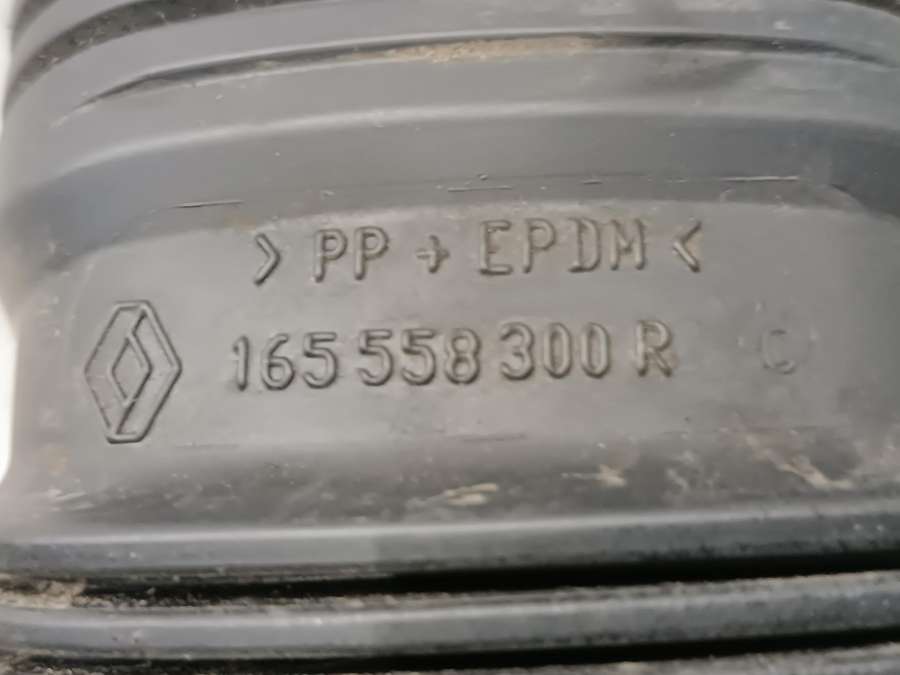 > PP + EPDM <
165 558 300 R C